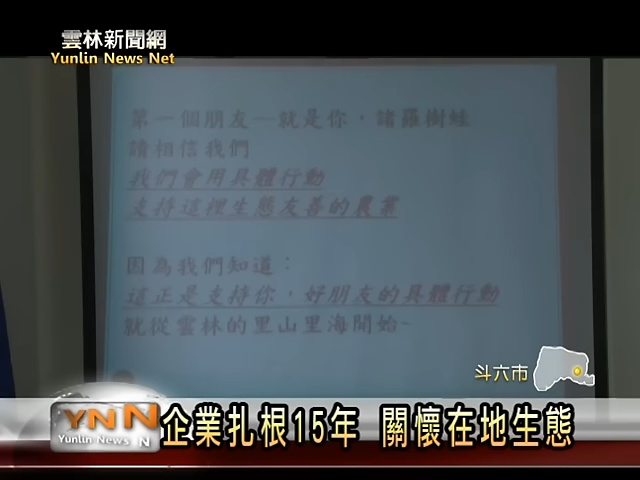 雲林新聞網
Yunlin News Net
第一個朋友─就是你，諸羅樹蛙
請相信我們
我們會用具體行動
支持這裡生態友善的農業
因為我們知道：
這正是支持你，好朋友的具體行動
就從雲林的里山里海開始~
斗六市
YNN
Yunlin News N
企業扎根15年 關懷在地生態